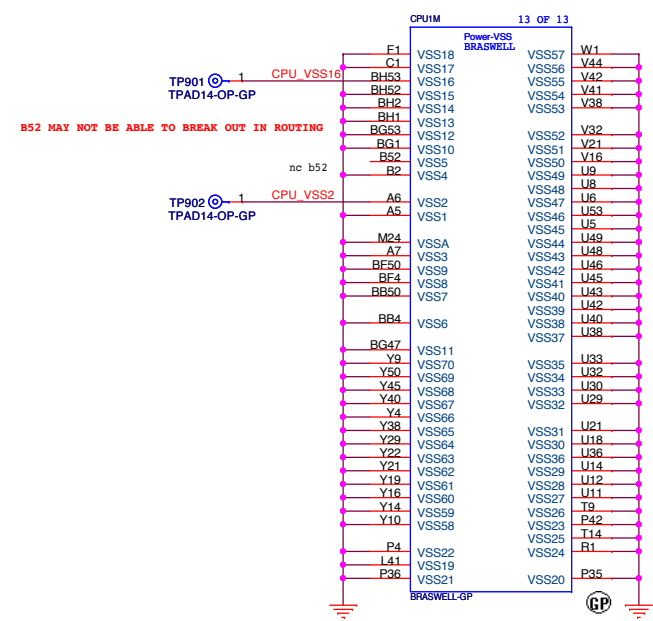 CPU1M 13 OF 13
Power-VSS
BRASWELL
F1 VSS18 VSS57 W1
C1 VSS17 VSS56 V44
TP901 1 CPU_VSS16 BH53 VSS16 VSS55 V42
TPAD14-OP-GP BH52 VSS15 VSS54 V41
BH2 VSS14 VSS53 V38
BH1 VSS13
B52 MAY NOT BE ABLE TO BREAK OUT IN ROUTING BG53 VSS12 VSS52 V32
BG1 VSS10 VSS51 V21
B52 VSS5 VSS50 V16
nc b52 B2 VSS4 VSS49 U9
VSS48 U8
TP902 1 CPU_VSS2 A6 VSS2 VSS47 U6
TPAD14-OP-GP A5 VSS1 VSS46 U53
VSS45 U5
M24 VSSA VSS44 U49
A7 VSS3 VSS43 U48
BF50 VSS9 VSS42 U46
BF4 VSS8 VSS41 U45
BB50 VSS7 VSS40 U43
VSS39 U42
BB4 VSS6 VSS38 U40
VSS37 U38
BG47 VSS11
Y9 VSS70 VSS35 U33
Y50 VSS69 VSS34 U32
Y45 VSS68 VSS33 U30
Y40 VSS67 VSS32 U29
Y4 VSS66
Y38 VSS65 VSS31 U21
Y29 VSS64 VSS30 U18
Y22 VSS63 VSS36 U36
Y21 VSS62 VSS29 U14
Y19 VSS61 VSS28 U12
Y16 VSS60 VSS27 U11
Y14 VSS59 VSS26 T9
Y10 VSS58 VSS23 P42
VSS25 T14
P4 VSS22 VSS24 R1
L41 VSS19
P36 VSS21 VSS20 P35
BRASWELL-GP
GP